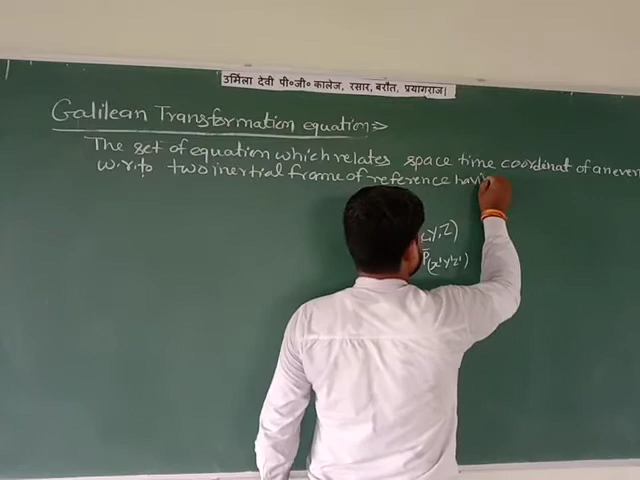 उर्मिला देवी पी०जी० कालेज, रसार, बरौत, प्रयागराज|
Galilean Transformation equation ⇒
The set of equation which relates space time coordenat of an even
w.r.to two inertial frame of reference havi
Y, Z)
P(x' y' z')